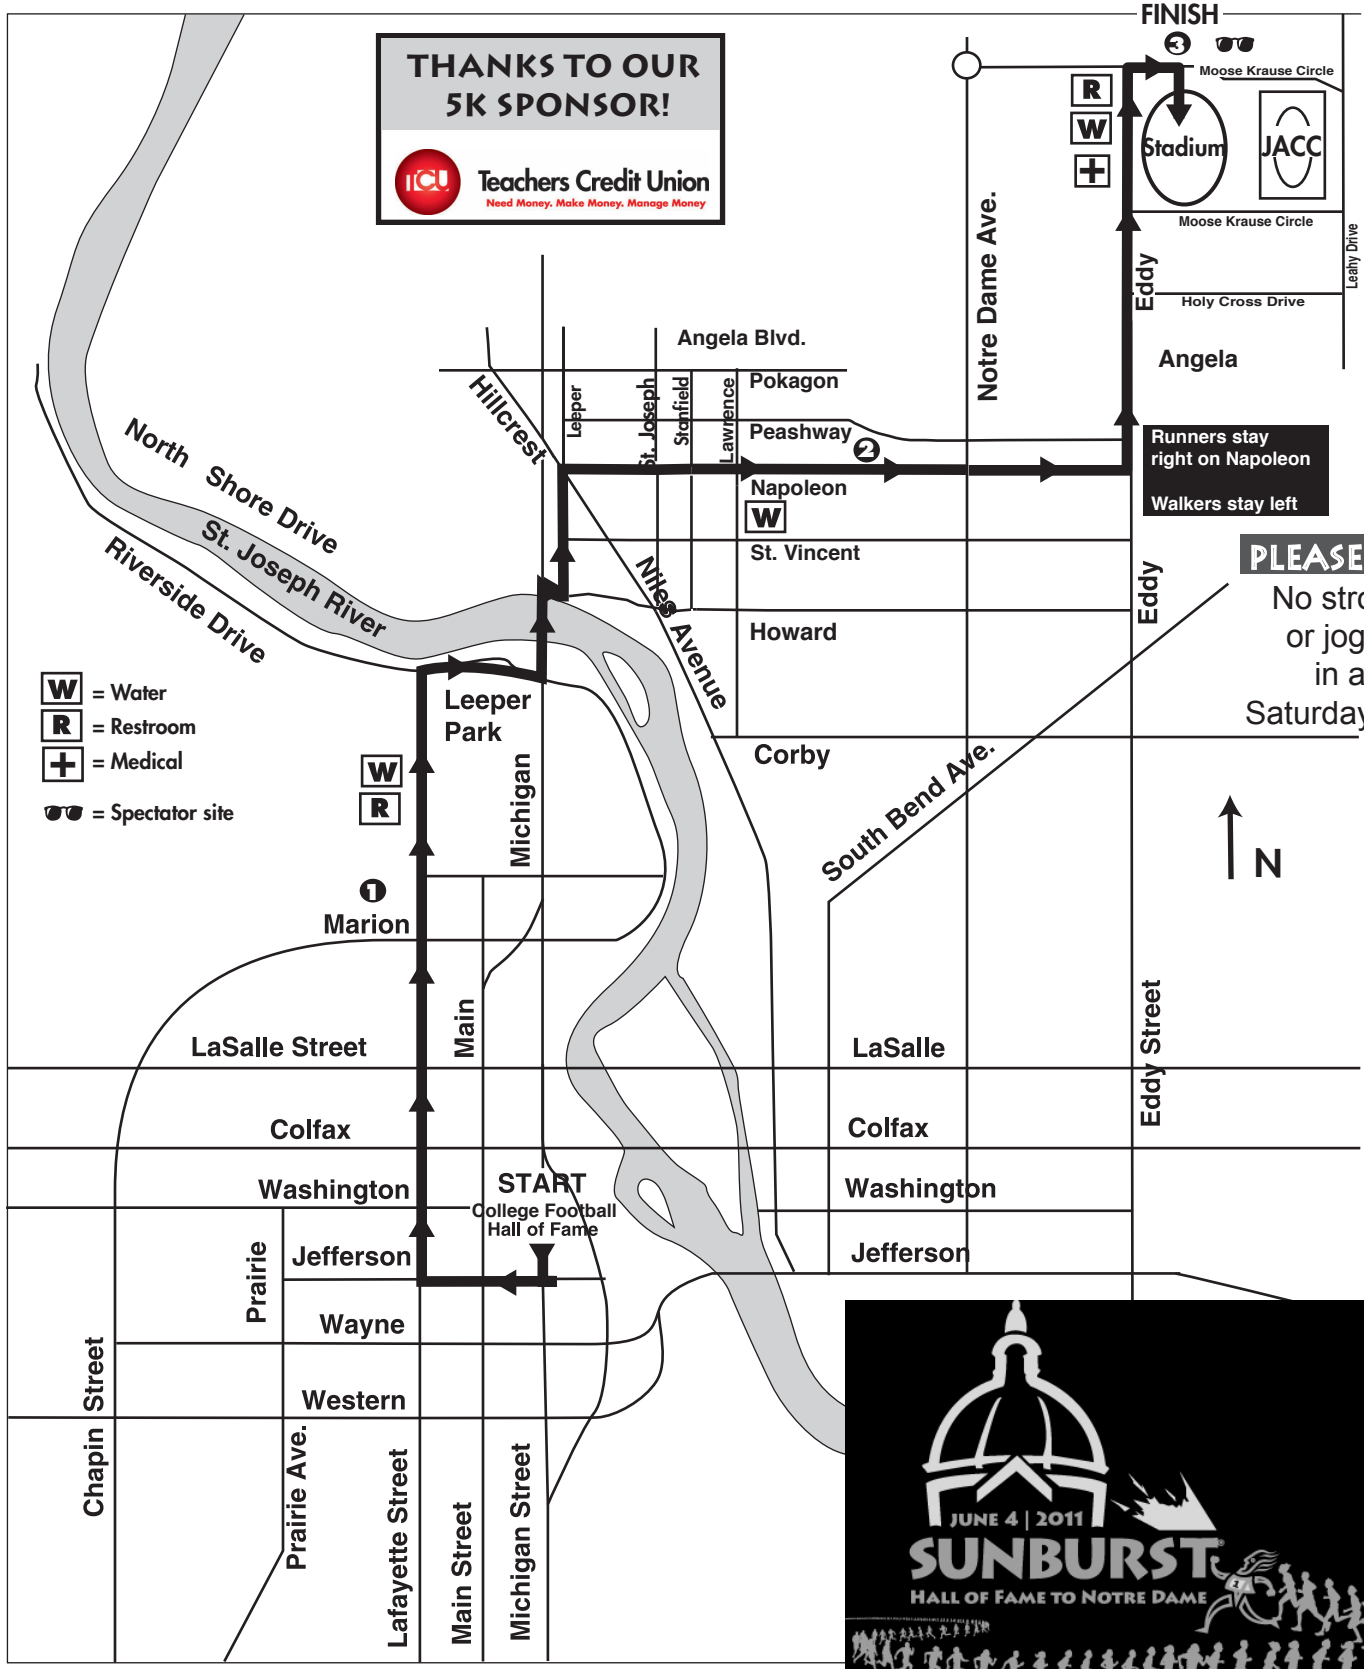 FINISH
3
Moose Krause Circle
THANKS TO OUR
5K SPONSOR!
TCU
Teachers Credit Union
Need Money. Make Money. Manage Money
R
W
+
Stadium
JACC
Moose Krause Circle
Leahy Drive
Notre Dame Ave.
Eddy
Holy Cross Drive
Angela Blvd.
Angela
Pokagon
Hillcrest
Leeper
St. Joseph
Stanfield
Lawrence
Peashway
2
Runners stay
right on Napoleon
Walkers stay left
North Shore Drive
Napoleon
W
St. Vincent
St. Joseph River
Riverside Drive
Niles Avenue
Eddy
Howard
PLEASE
No stro
or jog
in a
Saturday
W = Water
R = Restroom
+ = Medical
= Spectator site
Leeper
Park
Michigan
Corby
South Bend Ave.
W
R
N
1
Marion
Main
LaSalle Street
LaSalle
Eddy Street
Colfax
Colfax
Washington
START
College Football
Hall of Fame
Washington
Prairie
Jefferson
Jefferson
Wayne
Western
Chapin Street
Prairie Ave.
Lafayette Street
Main Street
Michigan Street
JUNE 4 | 2011
SUNBURST®
HALL OF FAME TO NOTRE DAME